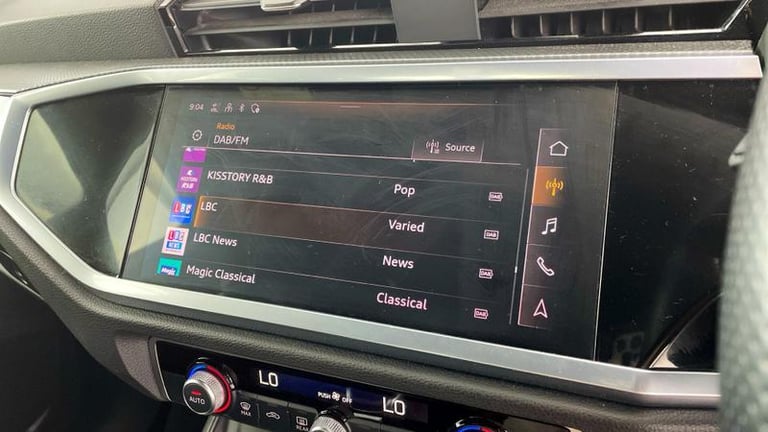 9:04
Radio
DAB/FM
Source
KISSTORY R&B Pop DAB
LBC
LBC Varied DAB
LBC NEWS
LBC News News DAB
Magic
Magic Classical Classical DAB
LO PUSH OFF LO
AUTO MAX REAR